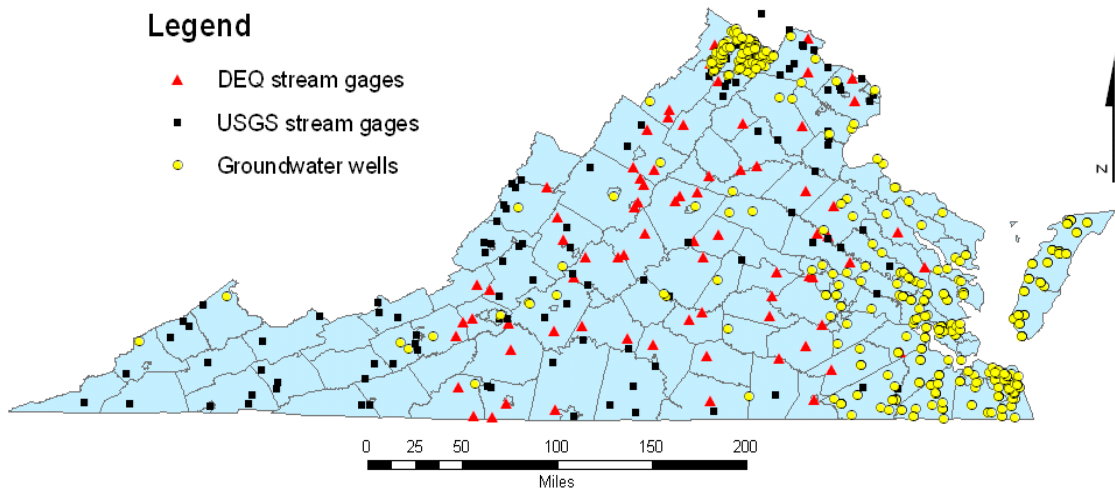 Legend
DEQ stream gages
USGS stream gages
Groundwater wells
N
0 25 50 100 150 200
Miles